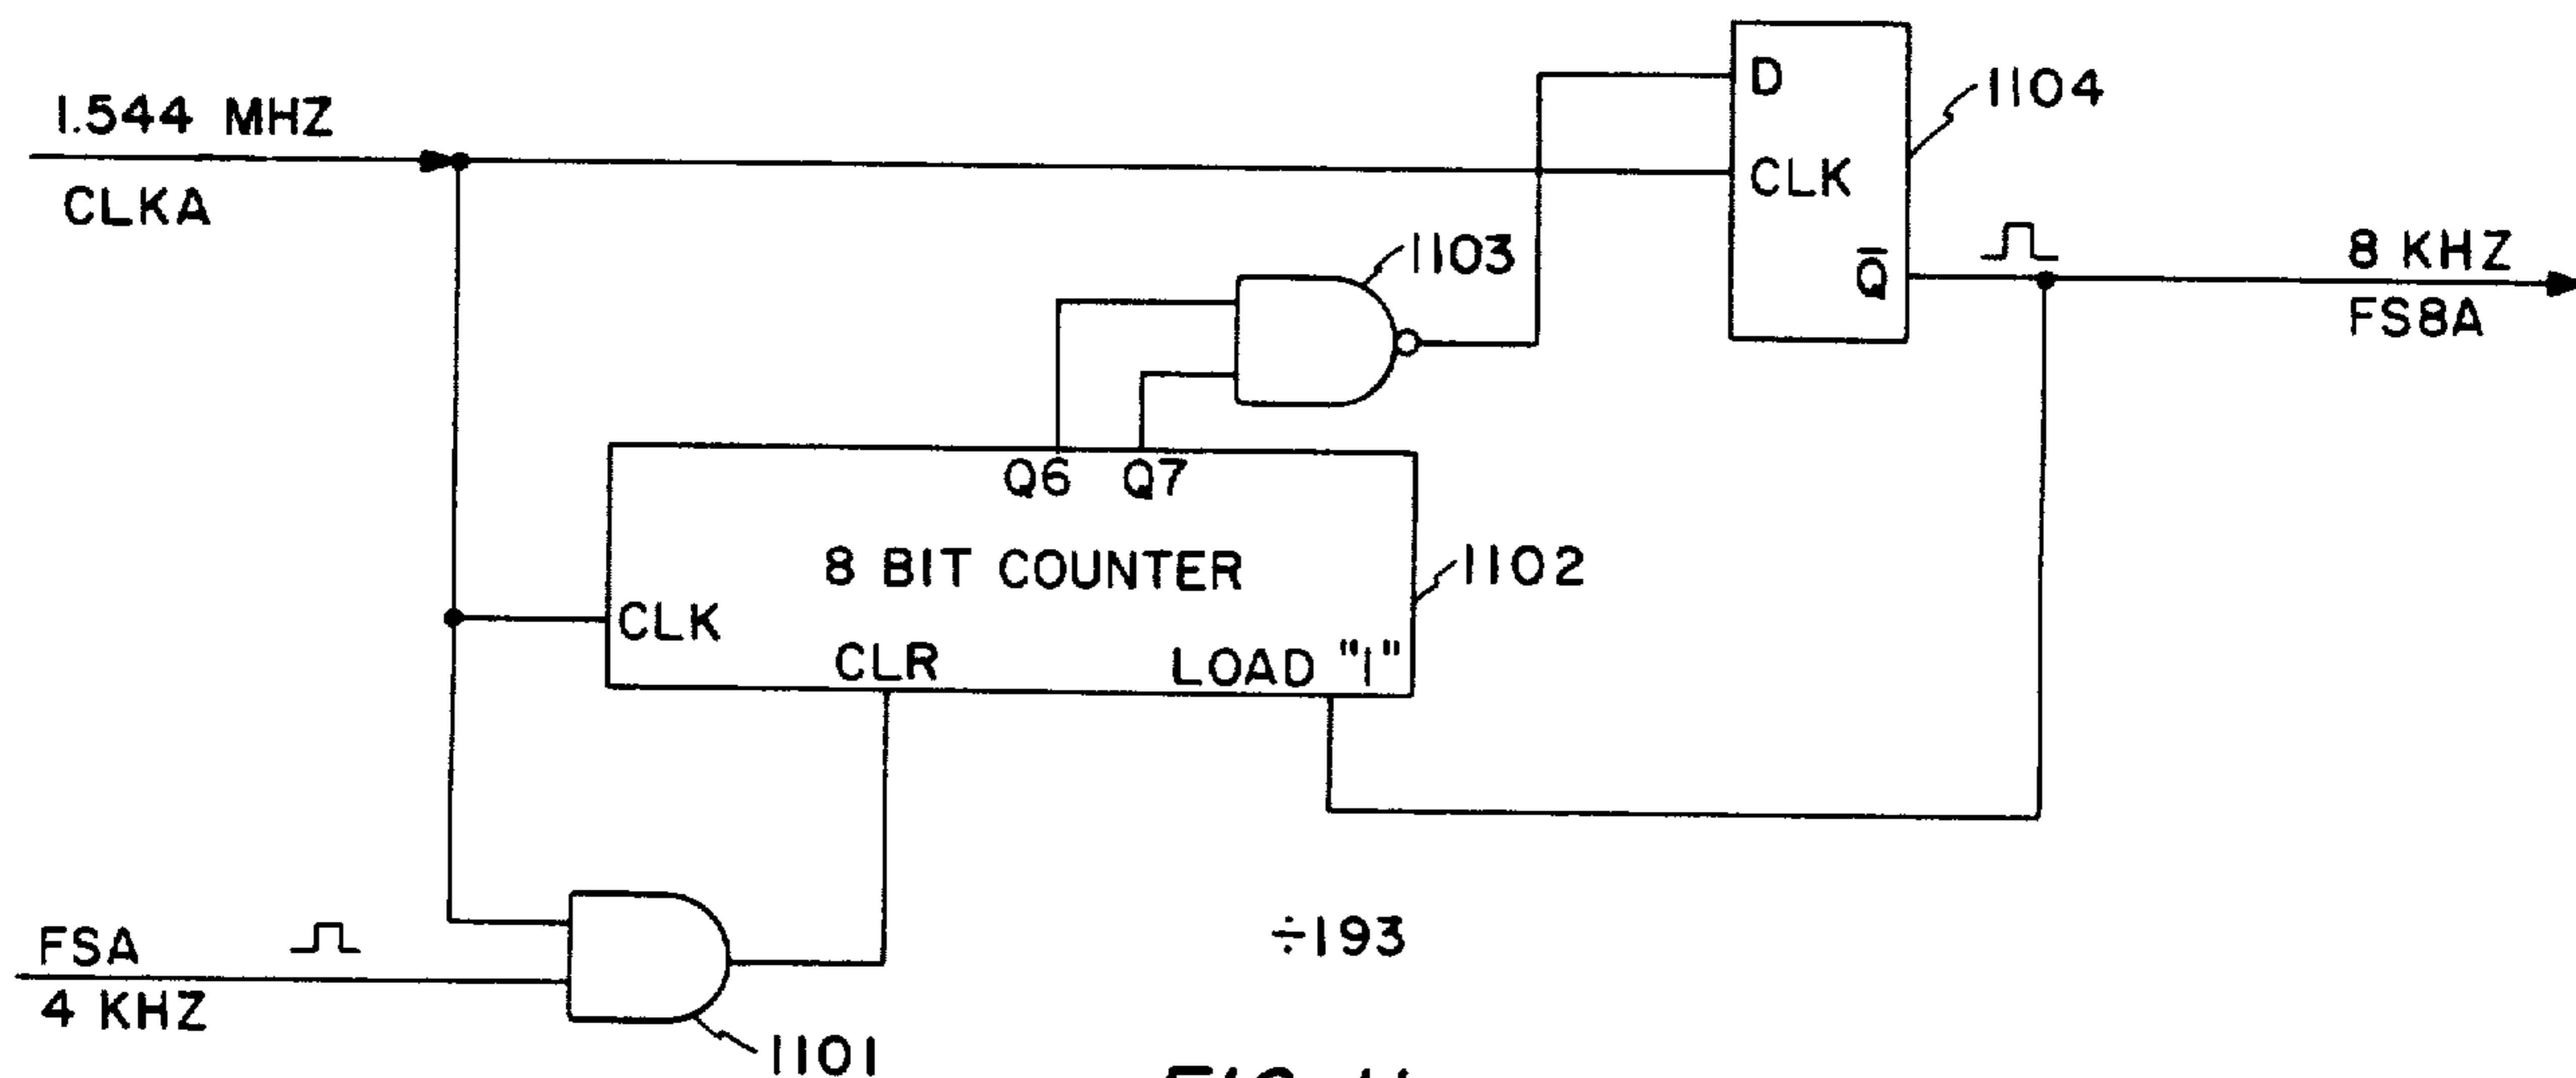 1.544 MHZ
CLKA
D
CLK
Q̅
1104
8 KHZ
FS8A
1103
Q6 Q7
8 BIT COUNTER
CLK
CLR
LOAD "1"
1102
÷193
FSA
4 KHZ
1101